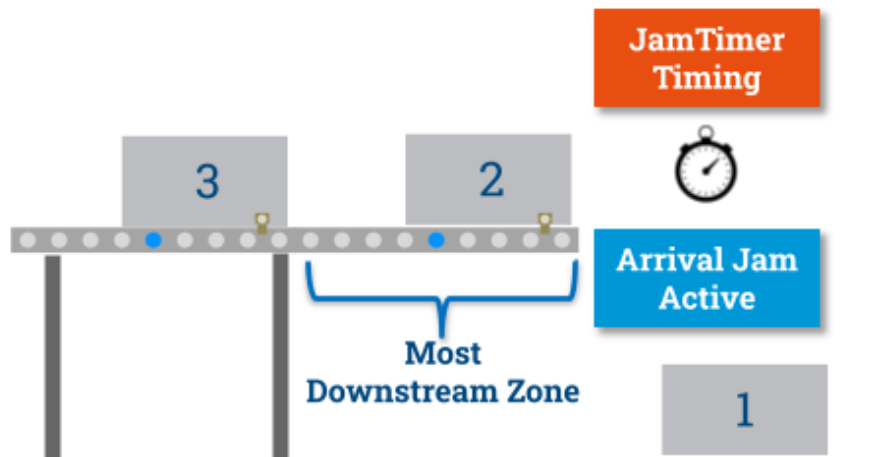 JamTimer
Timing
3
2
Arrival Jam
Active
Most
Downstream Zone
1